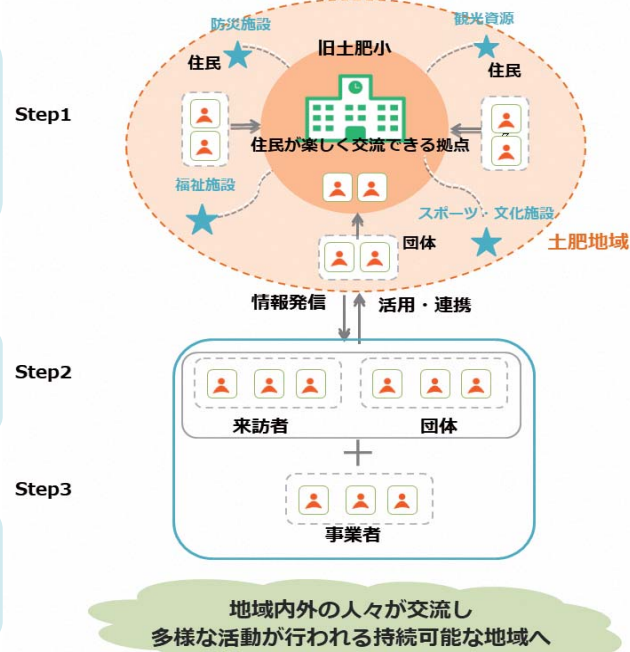 防災施設
観光資源
住民
旧土肥小
住民
Step1
住民が楽しく交流できる拠点
福祉施設
スポーツ・文化施設
団体
土肥地域
情報発信
活用・連携
Step2
来訪者
団体
Step3
事業者
地域内外の人々が交流し
多様な活動が行われる持続可能な地域へ